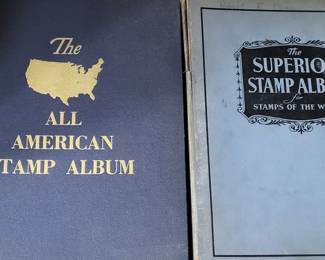 The
ALL
AMERICAN
TAMP ALBUM
The
SUPERIO
STAMP ALB
for
STAMPS OF THE W